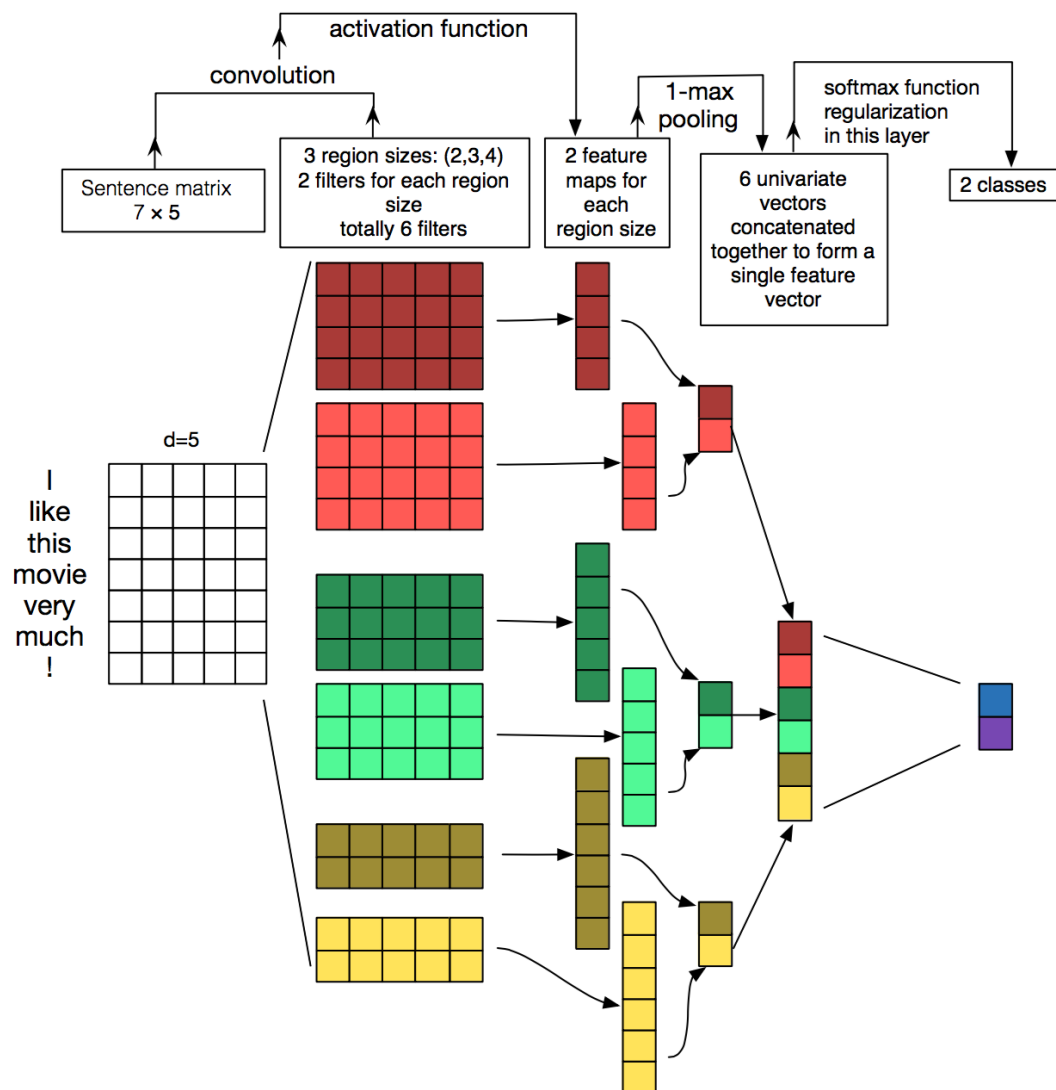 activation function
convolution
1-max
pooling
softmax function
regularization
in this layer
Sentence matrix
7 × 5
3 region sizes: (2,3,4)
2 filters for each region
size
totally 6 filters
2 feature
maps for
each
region size
6 univariate
vectors
concatenated
together to form a
single feature
vector
2 classes
d=5
I
like
this
movie
very
much
!